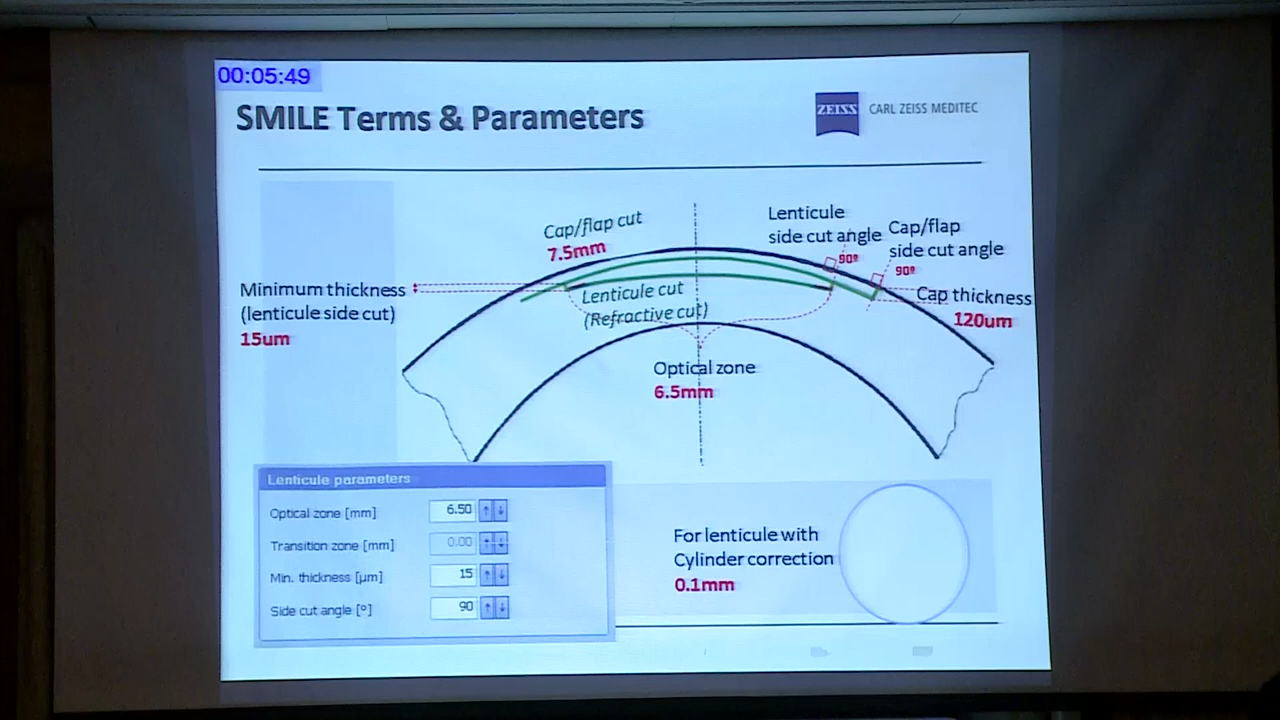 00:05:49
SMILE Terms & Parameters
ZEISS
CARL ZEISS MEDITEC
Cap/flap cut
7.5mm
Lenticule
side cut angle
90º
Cap/flap
side cut angle
90º
Minimum thickness
(lenticule side cut)
15um
Lenticule cut
(Refractive cut)
Cap thickness
120um
Optical zone
6.5mm
Lenticule parameters
Optical zone [mm] 6.50
Transition zone [mm] 0.00
Min. thickness [µm] 15
Side cut angle [º] 90
For lenticule with
Cylinder correction
0.1mm